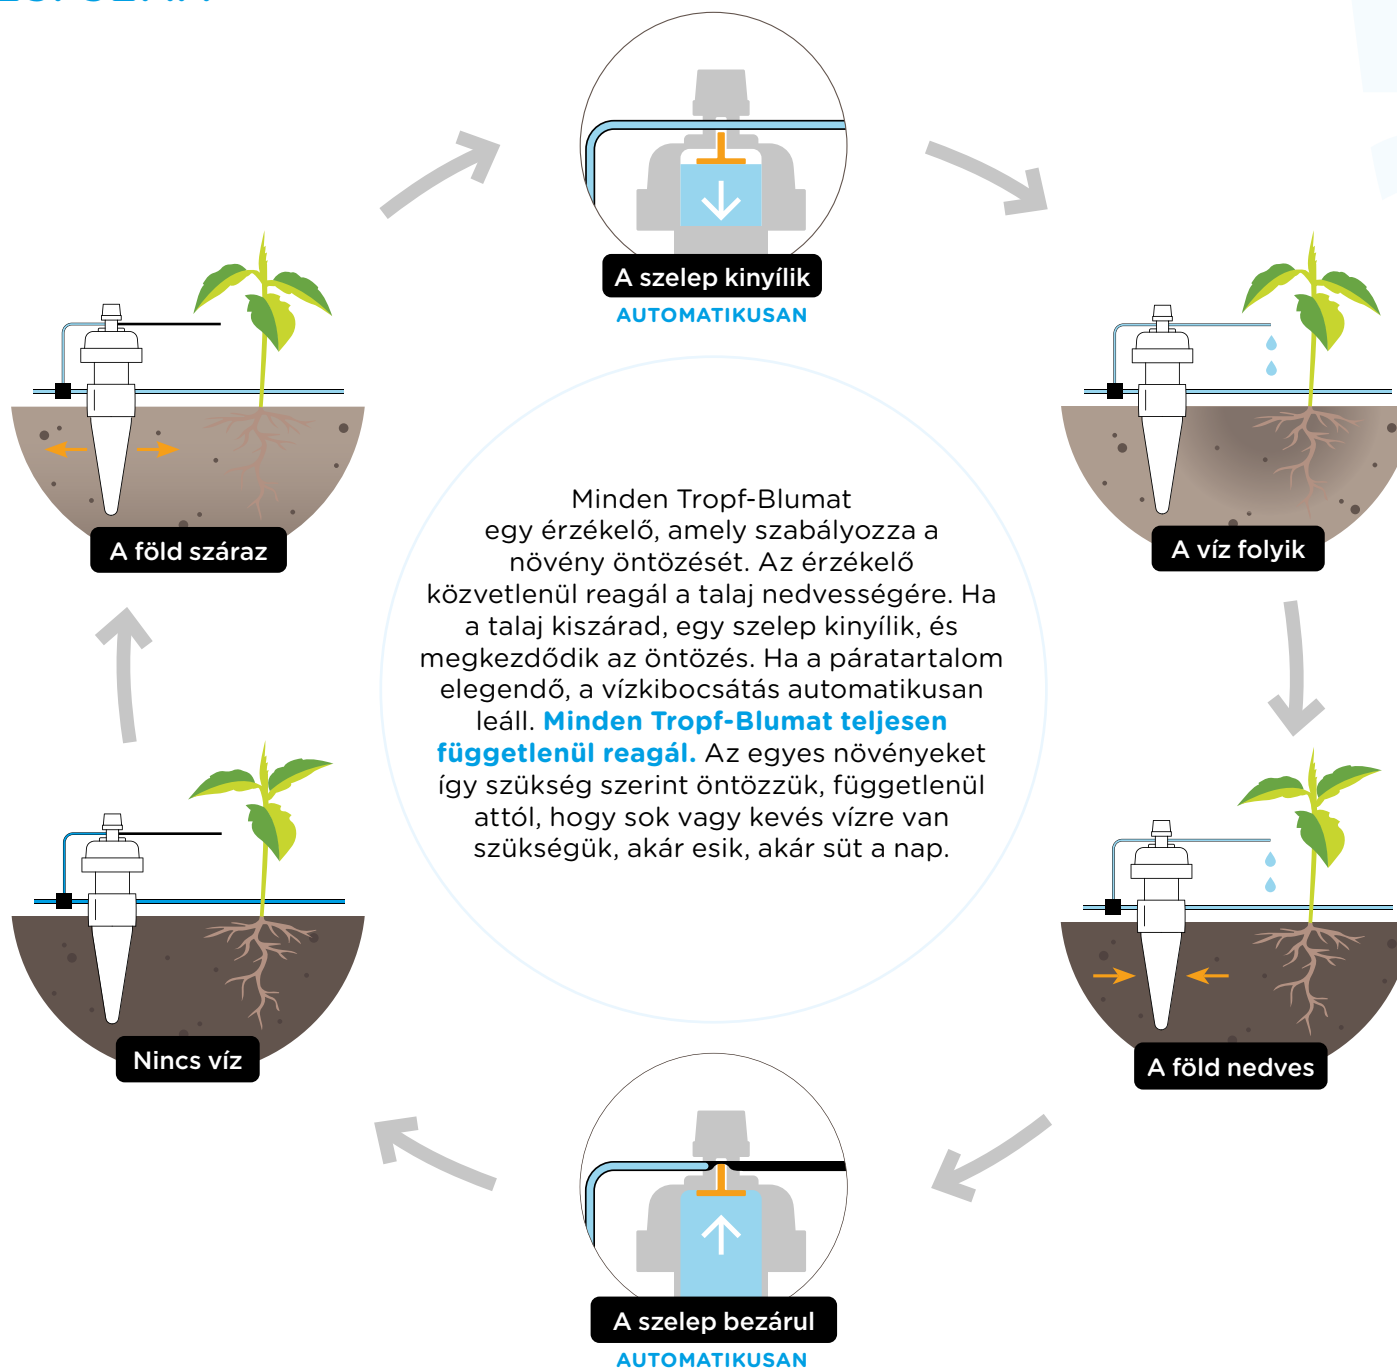 A szelep kinyílik
AUTOMATIKUSAN
A föld száraz
A víz folyik
Minden Tropf-Blumat
egy érzékelő, amely szabályozza a
növény öntözését. Az érzékelő
közvetlenül reagál a talaj nedvességére. Ha
a talaj kiszárad, egy szelep kinyílik, és
megkezdődik az öntözés. Ha a páratartalom
elegendő, a vízkibocsátás automatikusan
leáll. Minden Tropf-Blumat teljesen
függetlenül reagál. Az egyes növényeket
így szükség szerint öntözzük, függetlenül
attól, hogy sok vagy kevés vízre van
szükségük, akár esik, akár süt a nap.
Nincs víz
A föld nedves
A szelep bezárul
AUTOMATIKUSAN